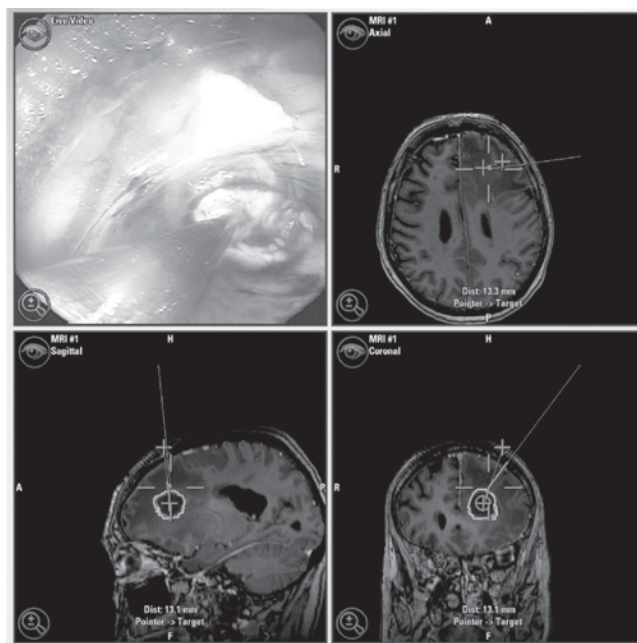 Live Video
MRI #1
Axial
A
R
Dist: 13.3 mm
Pointer -> Target
P
MRI #1
Sagittal
H
A
P
Dist: 13.1 mm
Pointer -> Target
F
MRI #1
Coronal
H
R
Dist: 13.1 mm
Pointer -> Target
F